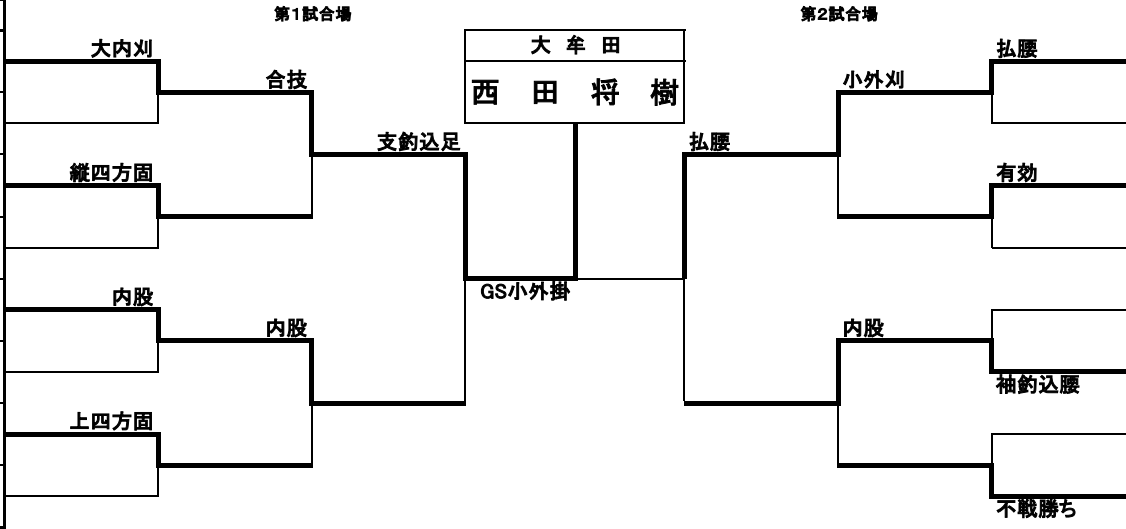 第1試合場
第2試合場
大牟田
西田将樹
大内刈
合技
支釣込足
縦四方固
内股
内股
上四方固
GS小外掛
払腰
小外刈
払腰
有効
内股
袖釣込腰
不戦勝ち